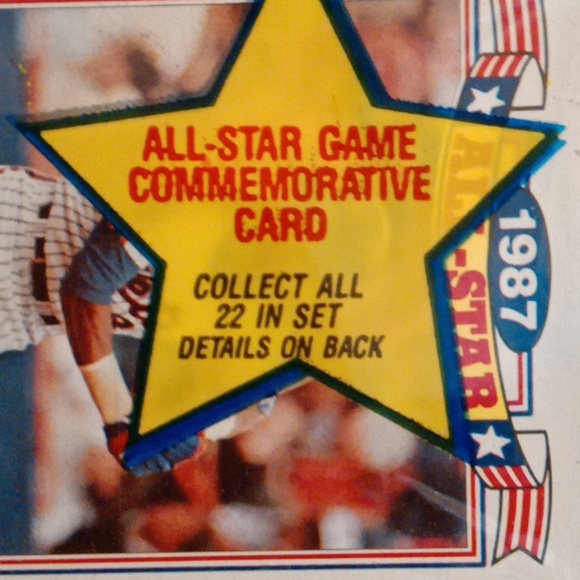 ALL-STAR GAME
COMMEMORATIVE
CARD
COLLECT ALL
22 IN SET
DETAILS ON BACK
1987
ALL-STAR